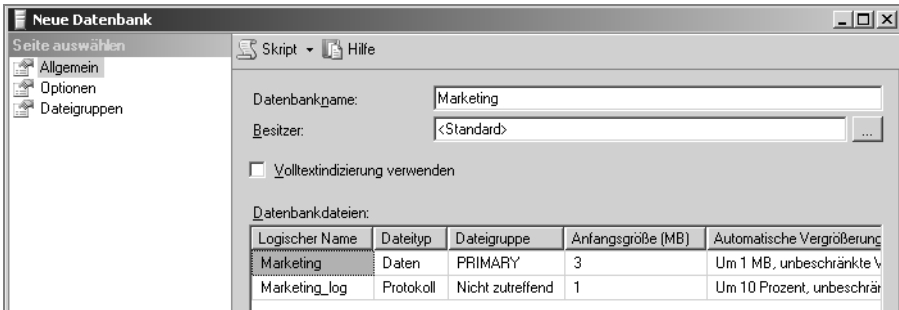 Neue Datenbank
Seite auswählen
Allgemein
Optionen
Dateigruppen
Skript Hilfe
Datenbankname: Marketing
Besitzer: <Standard> ...
Volltextindizierung verwenden
Datenbankdateien:
Logischer Name Dateityp Dateigruppe Anfangsgröße (MB) Automatische Vergrößerung
Marketing Daten PRIMARY 3 Um 1 MB, unbeschränkte V
Marketing_log Protokoll Nicht zutreffend 1 Um 10 Prozent, unbeschrän